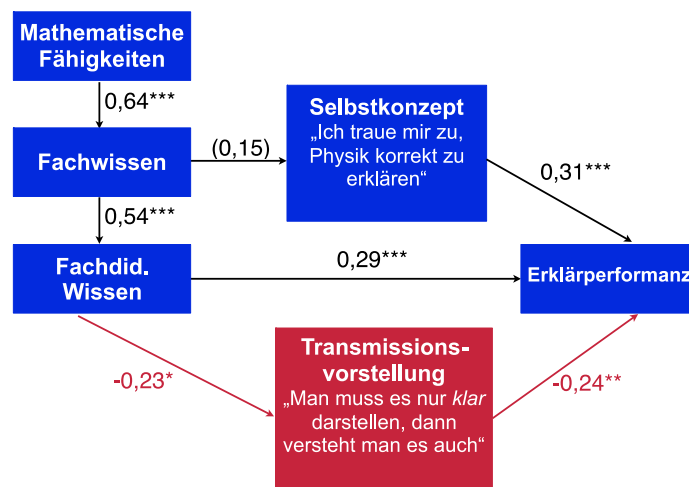 Mathematische
Fähigkeiten
0,64***
Selbstkonzept
„Ich traue mir zu,
Physik korrekt zu
erklären“
Fachwissen
(0,15)
0,31***
0,54***
Fachdid.
Wissen
0,29***
Erklärperformanz
Transmissions-
vorstellung
„Man muss es nur klar
darstellen, dann
versteht man es auch“
-0,23*
-0,24**